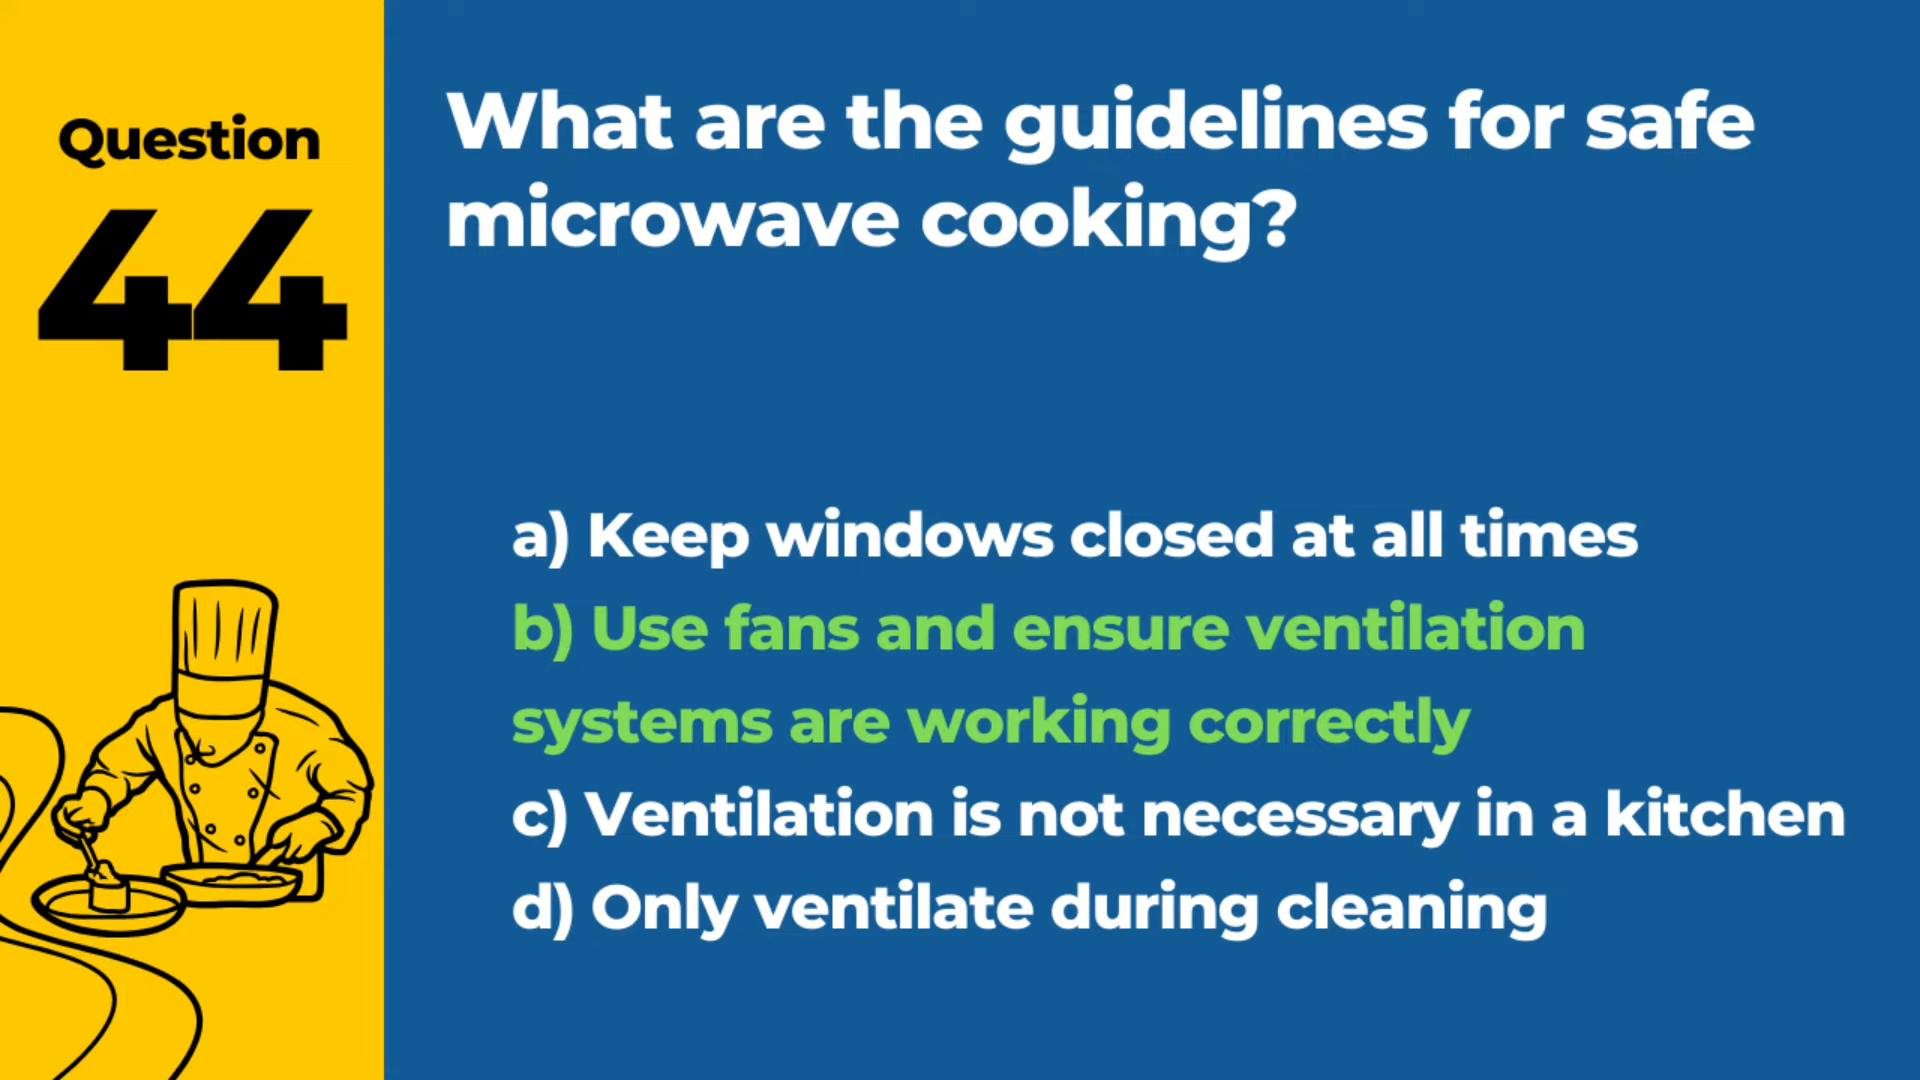 Question
44
What are the guidelines for safe
microwave cooking?
a) Keep windows closed at all times
b) Use fans and ensure ventilation
systems are working correctly
c) Ventilation is not necessary in a kitchen
d) Only ventilate during cleaning